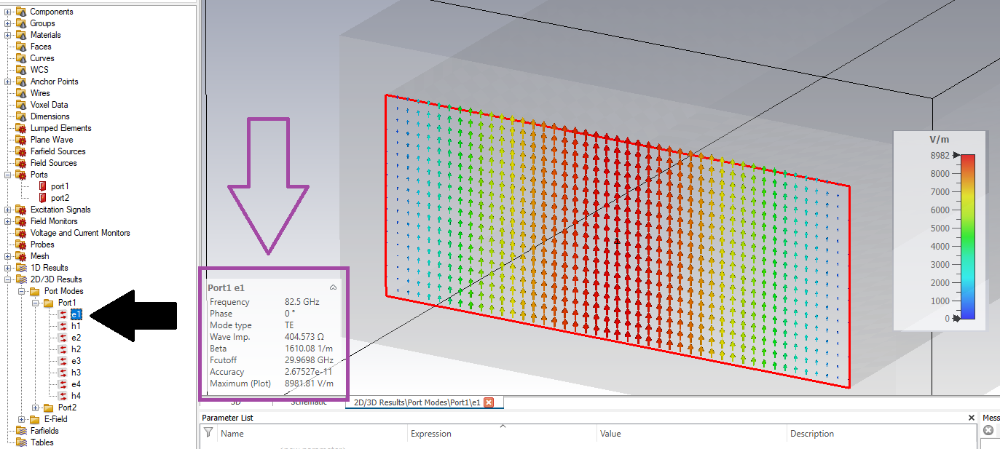 Components
Groups
Materials
Faces
Curves
WCS
Anchor Points
Wires
Voxel Data
Dimensions
Lumped Elements
Plane Wave
Farfield Sources
Field Sources
Ports
port1
port2
Excitation Signals
Field Monitors
Voltage and Current Monitors
Probes
Mesh
1D Results
2D/3D Results
Port Modes
Port1
e1
h1
e2
h2
e3
h3
e4
h4
Port2
E-Field
Farfields
Tables
Port1 e1
Frequency 82.5 GHz
Phase 0 °
Mode type TE
Wave Imp. 404.573 Ω
Beta 1610.08 1/m
Fcutoff 29.9698 GHz
Accuracy 2.67527e-11
Maximum (Plot) 8981.81 V/m
V/m
8982
8000
7000
6000
5000
4000
3000
2000
1000
0
3D Schematic 2D/3D Results\Port Modes\Port1\e1
Parameter List
Mess
Name Expression Value Description
<new parameter>